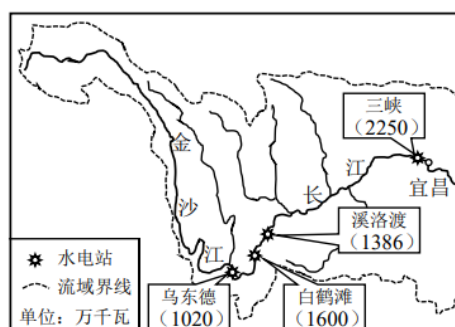 三峡
（2250）
宜昌
江
长
金
沙
江
溪洛渡
（1386）
水电站
流域界线
单位：万千瓦
乌东德
（1020）
白鹤滩
（1600）